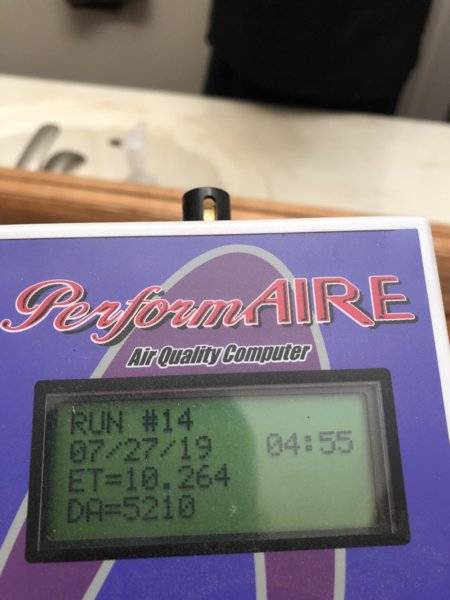 PerformAIRE
Air Quality Computer
RUN #14
07/27/19 04:55
ET=10.264
DA=5210